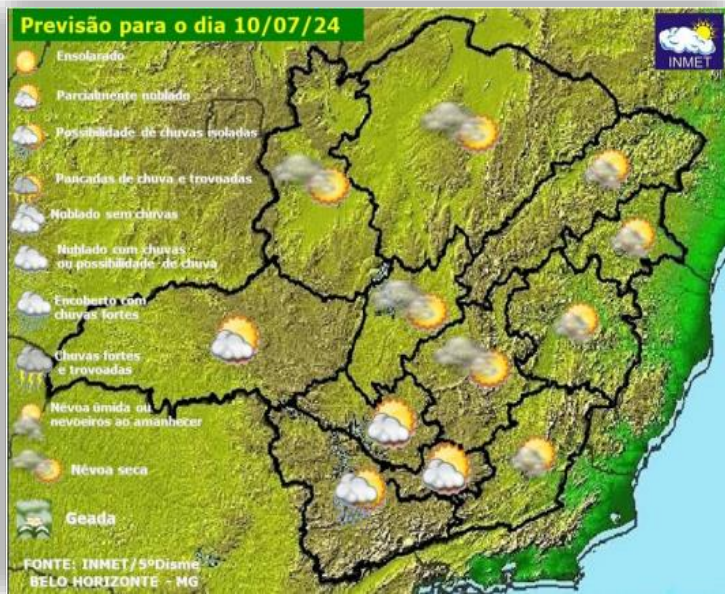 Previsão para o dia 10/07/24
INMET
Ensolarado
Parcialmente noblado
Possibilidade de chuvas isoladas
Pancadas de chuva e trovoadas
Noblado sem chuvas
Nublado com chuvas
ou possibilidade de chuva
Encoberto com
chuvas fortes
Chuvas fortes
e trovoadas
Névoa úmida ou
nevoeiros ao amanhecer
Névoa seca
Geada
FONTE: INMET/5ºDisme
BELO HORIZONTE - MG